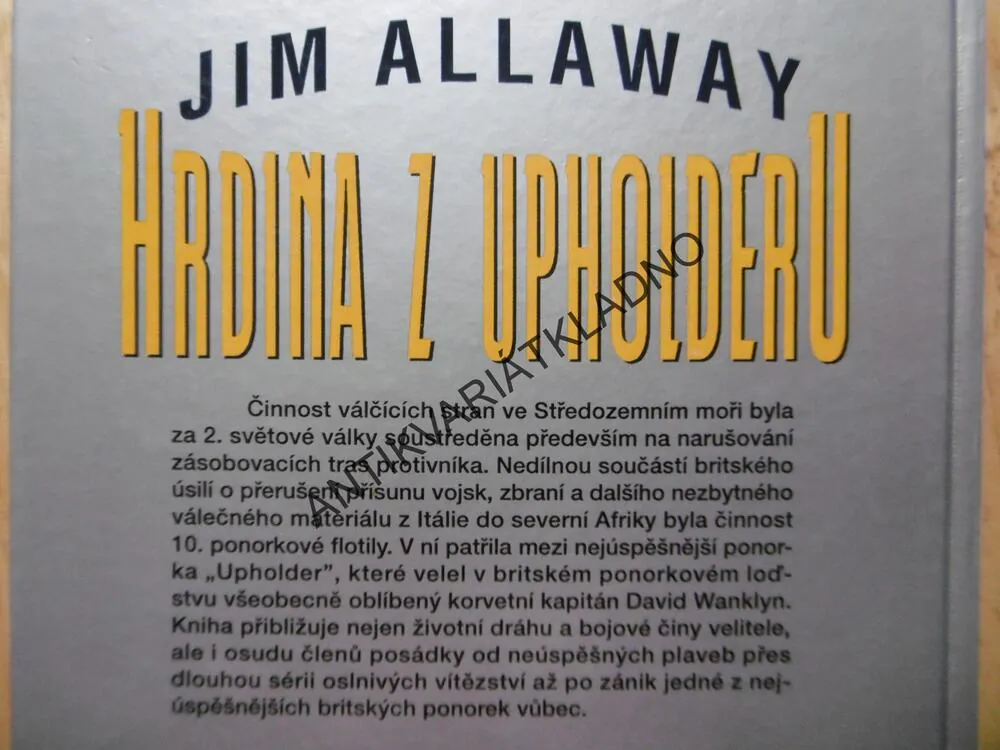 JIM ALLAWAY
HRDINA Z UPHOLDERU
Činnost válčících stran ve Středozemním moři byla
za 2. světové války soustředěna především na narušování
zásobovacích tras protivníka. Nedílnou součástí britského
úsilí o přerušení přísunu vojsk, zbraní a dalšího nezbytného
válečného materiálu z Itálie do severní Afriky byla činnost
10. ponorkové flotily. V ní patřila mezi nejúspěšnější ponor-
ka „Upholder”, které velel v britském ponorkovém loď-
stvu všeobecně oblíbený korvetní kapitán David Wanklyn.
Kniha přibližuje nejen životní dráhu a bojové činy velitele,
ale i osudu členů posádky od neúspěšných plaveb přes
dlouhou sérii oslnivých vítězství až po zánik jedné z nej-
úspěšnějších britských ponorek vůbec.
ANTIKVARIÁTKLADNO